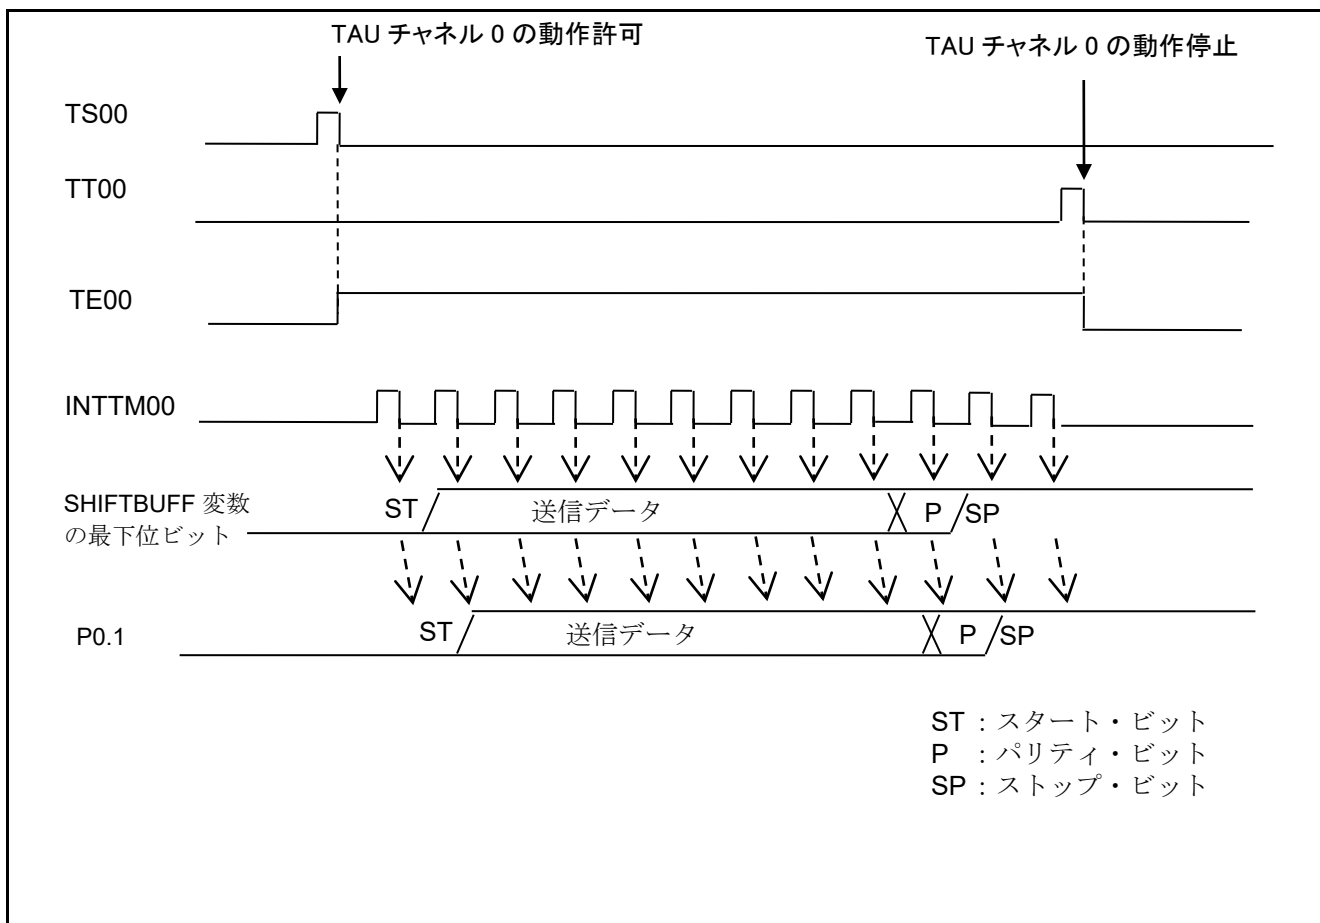 TAU チャネル 0 の動作許可
TAU チャネル 0 の動作停止
TS00
TT00
TE00
INTTM00
SHIFTBUFF 変数
の最下位ビット
ST
送信データ
P
SP
P0.1
ST
送信データ
P
SP
ST : スタート・ビット
P : パリティ・ビット
SP : ストップ・ビット